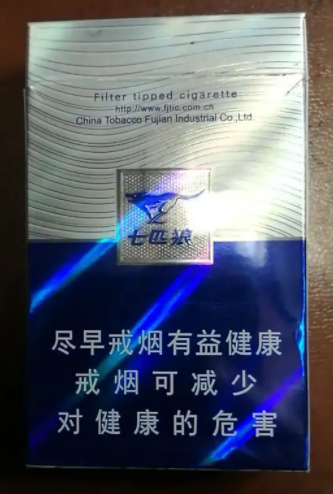 Filter tipped cigarette
http://www.fjtic.com.cn
China Tobacco Fujian Industrial Co.,Ltd.
七匹狼
尽早戒烟有益健康
戒烟可减少
对健康的危害